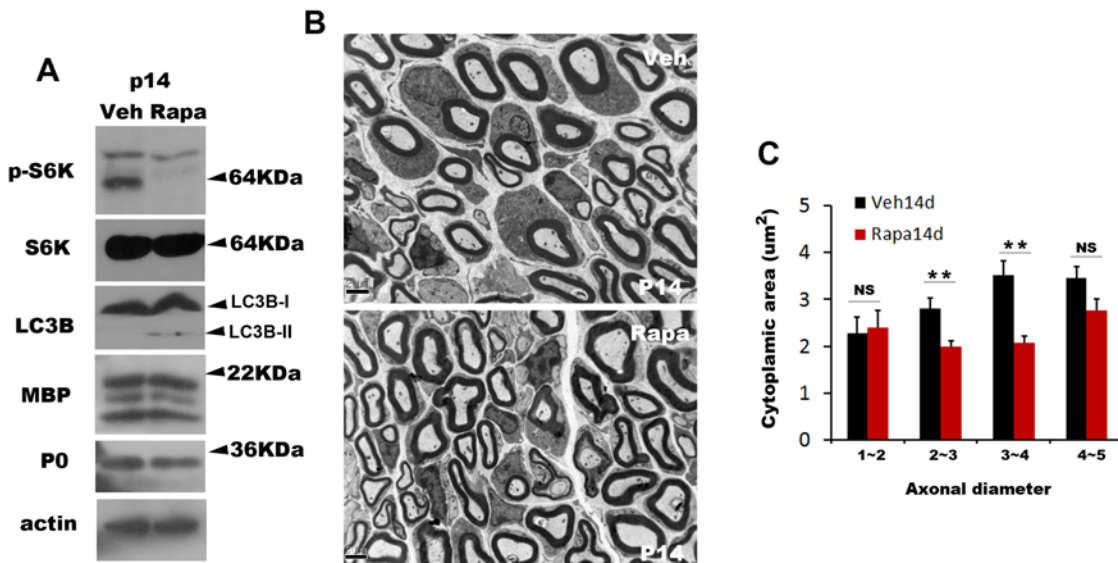 A
p14
Veh Rapa
p-S6K
64KDa
S6K
64KDa
LC3B
LC3B-I
LC3B-II
MBP
22KDa
P0
36KDa
actin
B
Veh
P14
Rapa
P14
C
Cytoplamic area (um²)
5
4
3
2
1
0
Veh14d
Rapa14d
NS
**
**
NS
1~2
2~3
3~4
4~5
Axonal diameter